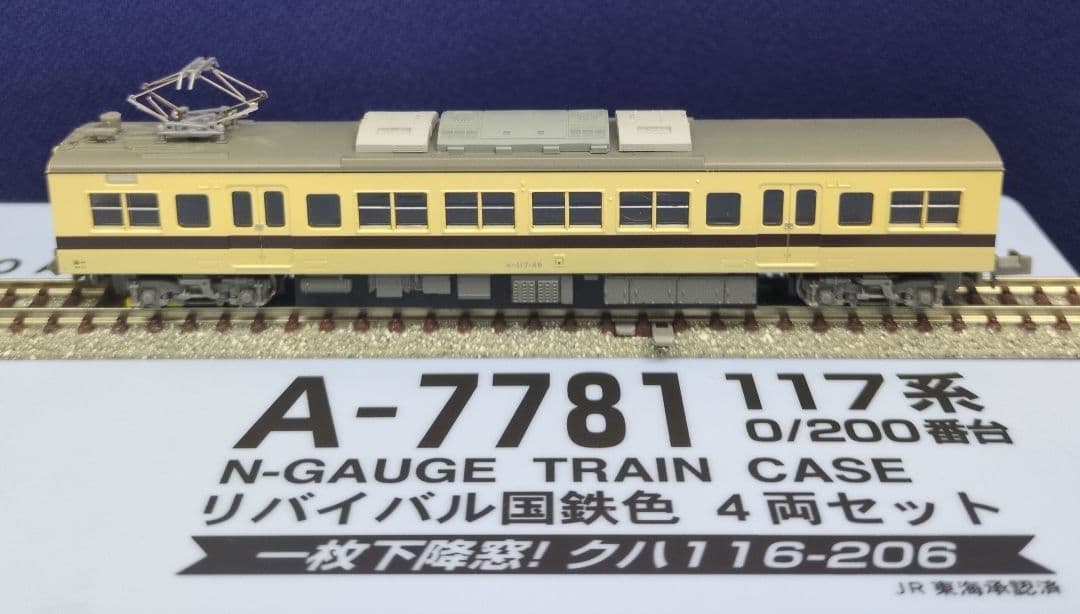 A-7781 117系
0/200番台
N-GAUGE TRAIN CASE
リバイバル国鉄色 4両セット
一枚下降窓! クハ116-206
JR東海承認済